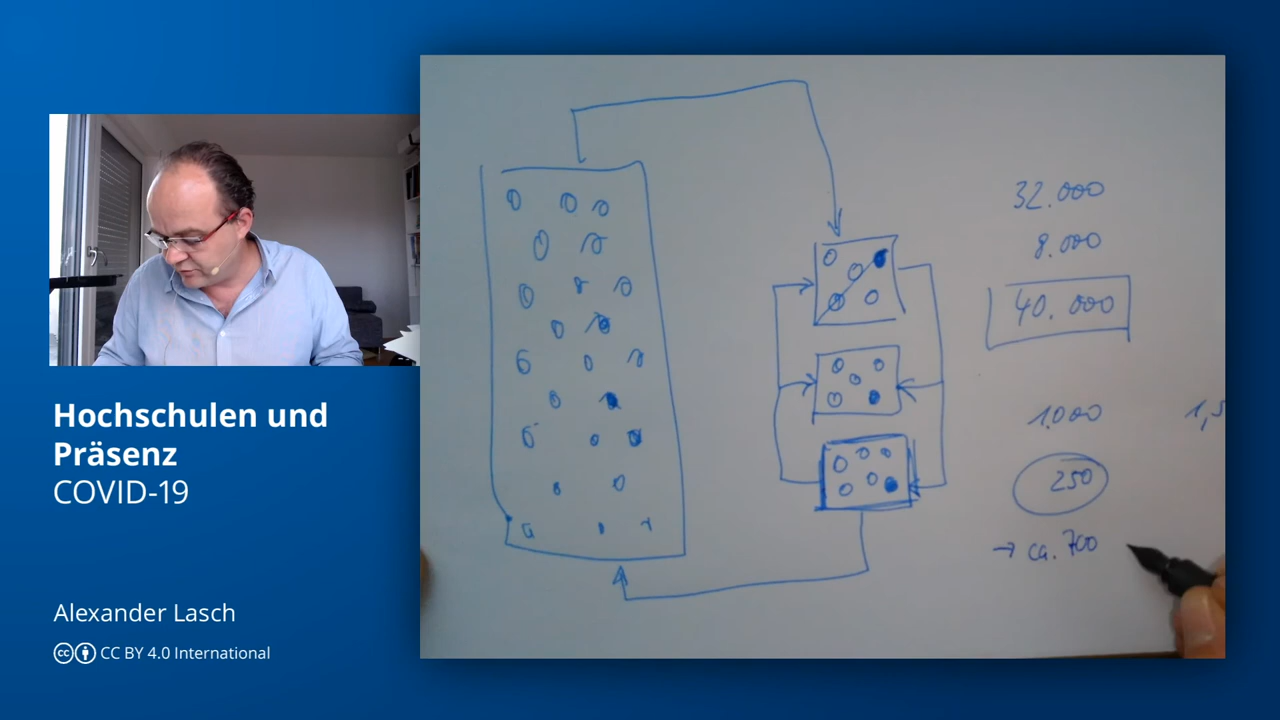 Hochschulen und
Präsenz
COVID-19
Alexander Lasch
CC BY 4.0 International
32.000
8.000
40.000
1.000
250
→ ca. 700